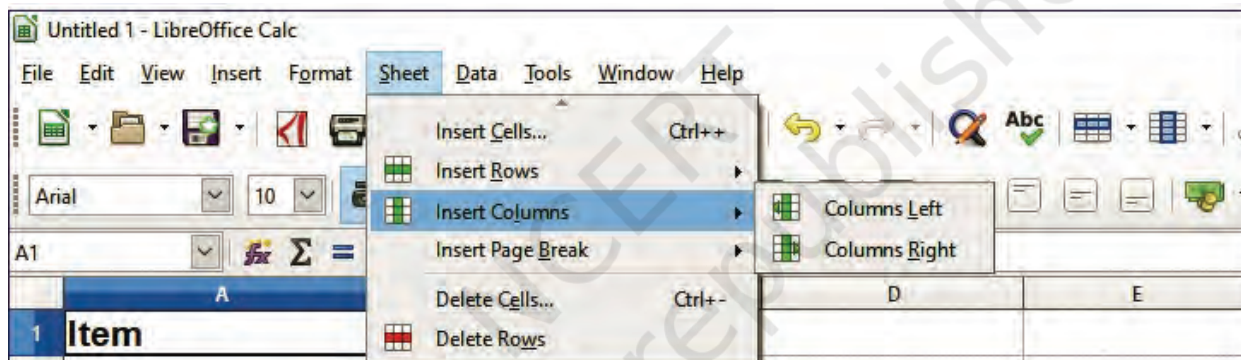 Untitled 1 - LibreOffice Calc
File Edit View Insert Format Sheet Data Tools Window Help
Insert Cells... Ctrl++
Abc
Insert Rows
Arial 10
Insert Columns
Columns Left
A1
Insert Page Break
Columns Right
A D E
Delete Cells... Ctrl+-
1 Item
Delete Rows